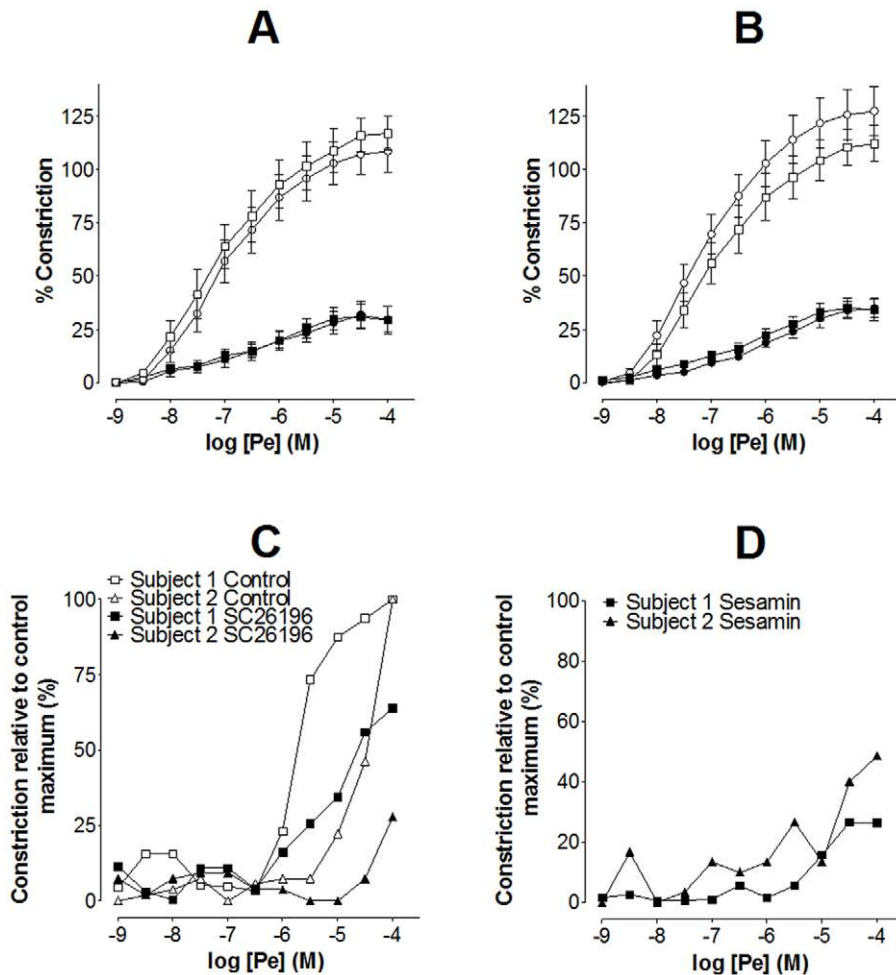 A
B
125
100
75
50
25
0
% Constriction
-9 -8 -7 -6 -5 -4
log [Pe] (M)
125
100
75
50
25
0
% Constriction
-9 -8 -7 -6 -5 -4
log [Pe] (M)
C
D
Subject 1 Control
Subject 2 Control
Subject 1 SC26196
Subject 2 SC26196
100
75
50
25
0
Constriction relative to control
maximum (%)
-9 -8 -7 -6 -5 -4
log [Pe] (M)
Subject 1 Sesamin
Subject 2 Sesamin
100
80
60
40
20
0
Constriction relative to control
maximum (%)
-9 -8 -7 -6 -5 -4
log [Pe] (M)